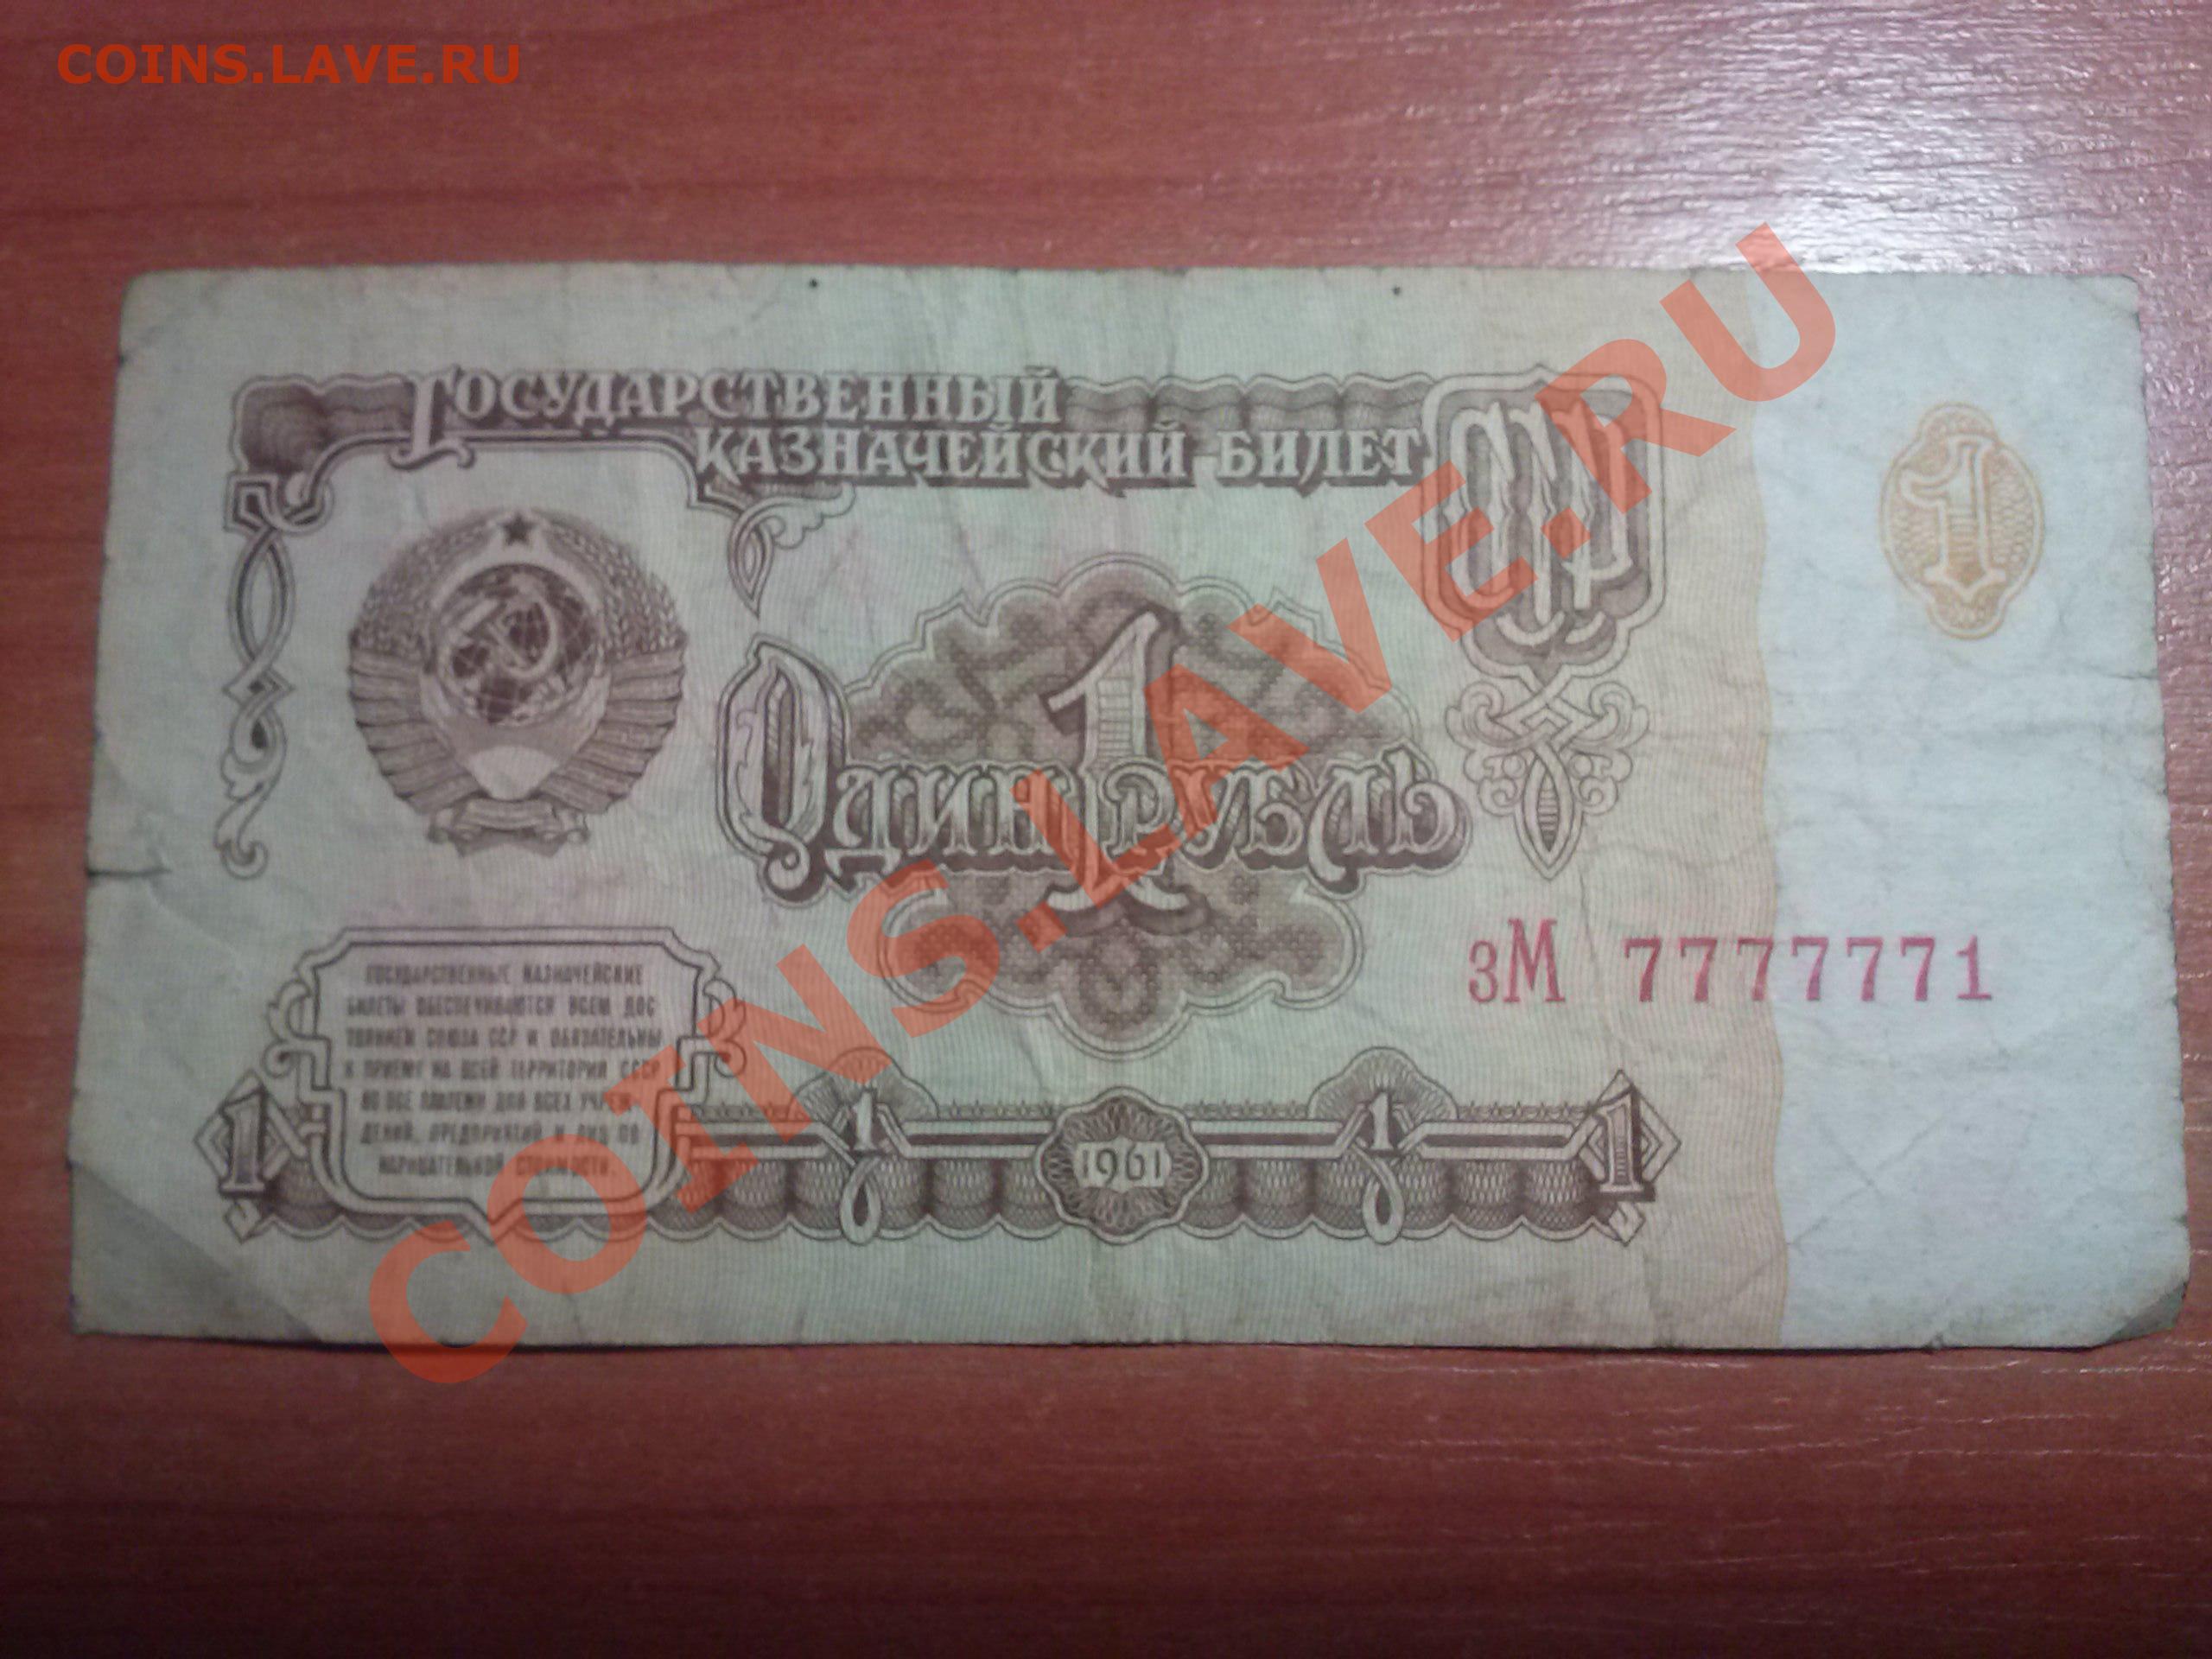 COINS.LAVE.RU
ГОСУДАРСТВЕННЫЙ
КАЗНАЧЕЙСКИЙ БИЛЕТ
СССР
1
1
ОДИН РУБЛЬ
зМ 7777771
ГОСУДАРСТВЕННЫЕ КАЗНАЧЕЙСКИЕ
БИЛЕТЫ ОБЕСПЕЧИВАЮТСЯ ВСЕМ ДОС-
ТОЯНИЕМ СОЮЗА ССР И ОБЯЗАТЕЛЬНЫ
К ПРИЕМУ НА ВСЕЙ ТЕРРИТОРИИ СССР
ВО ВСЕ ПЛАТЕЖИ ДЛЯ ВСЕХ УЧРЕЖ-
ДЕНИЙ, ПРЕДПРИЯТИЙ И ЛИЦ ПО
НАРИЦАТЕЛЬНОЙ СТОИМОСТИ.
1 1 1961 1 1
COINS.LAVE.RU